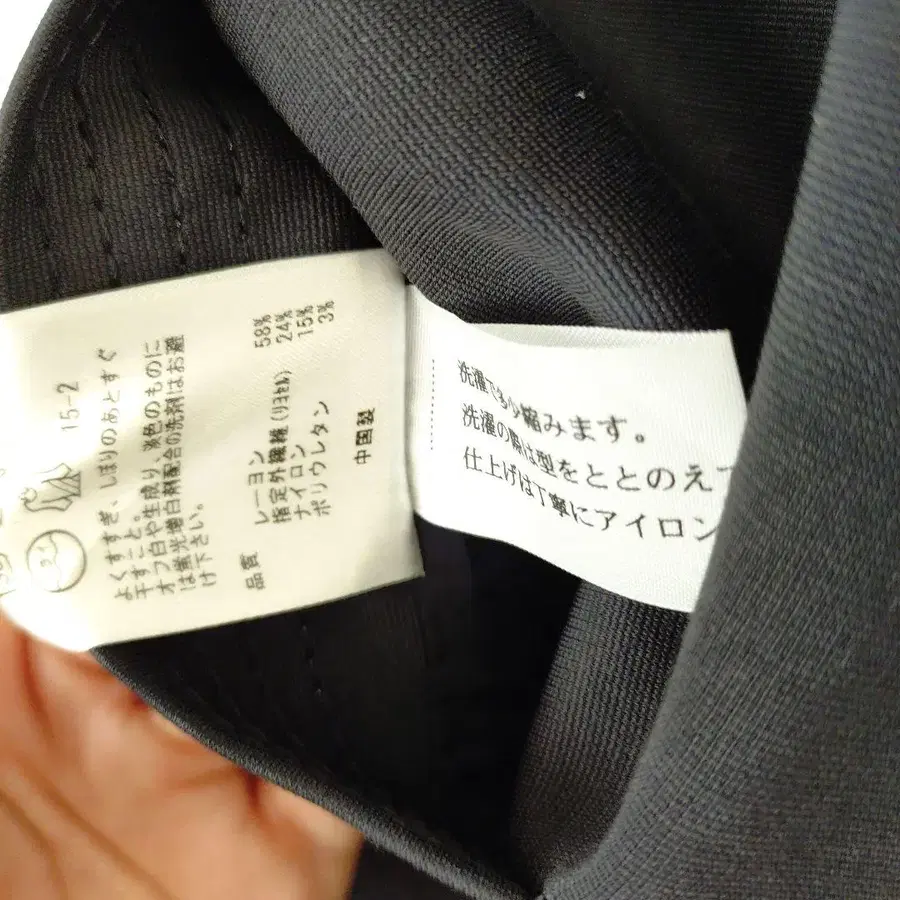 15-2
よくすすぎ、しぼりのあとすぐ
干すこと。
オフ白や生成り、淡色のものに
は蛍光増白剤配合の洗剤はお避
け下さい。
品質
レーヨン 58%
指定外繊維(リヨセル) 24%
ナイロン 15%
ポリウレタン 3%
中国製
洗濯で多少縮みます。
洗濯の際は型をととのえて
仕上げは丁寧にアイロン